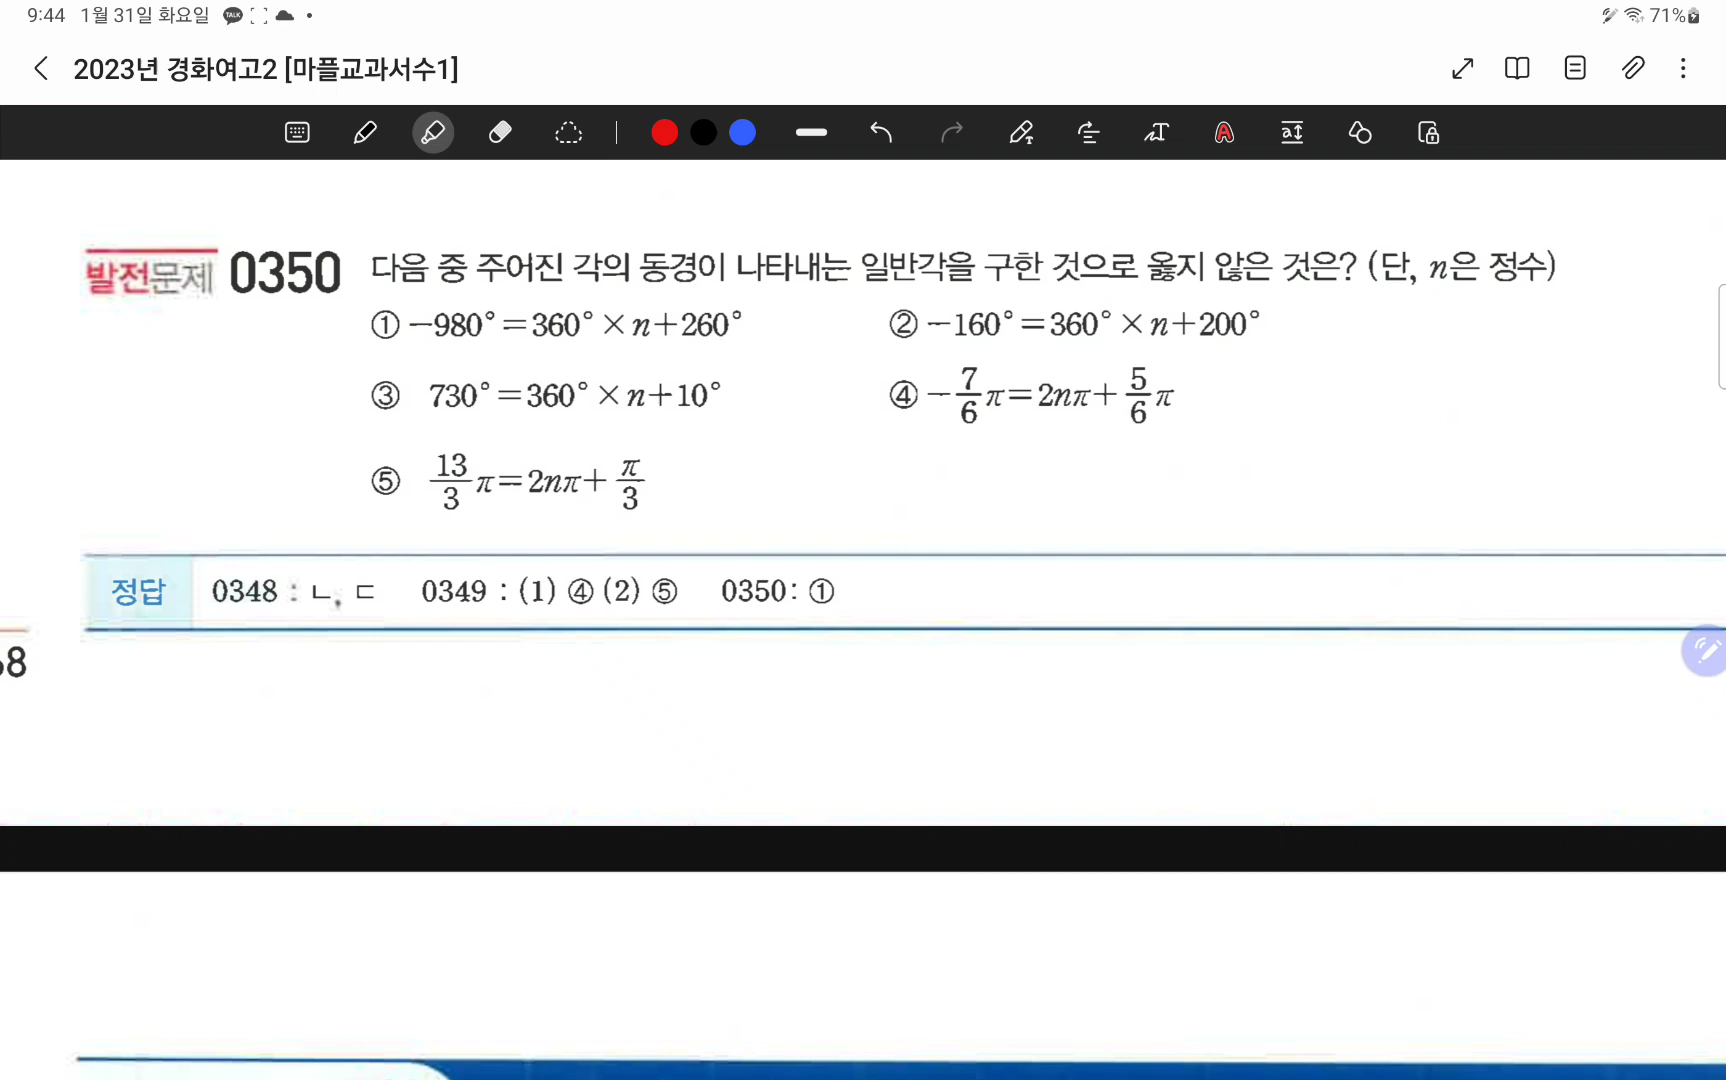 9:44 1월 31일 화요일 TALK 71%
2023년 경화여고2 [마플교과서수1]
발전문제 0350 다음 중 주어진 각의 동경이 나타내는 일반각을 구한 것으로 옳지 않은 것은? (단, n은 정수)
① −980°=360°×n+260° ② −160°=360°×n+200°
③ 730°=360°×n+10° ④ −7/6π=2nπ+5/6π
⑤ 13/3π=2nπ+π/3
정답 0348 : ㄴ, ㄷ 0349 : (1) ④ (2) ⑤ 0350: ①
8